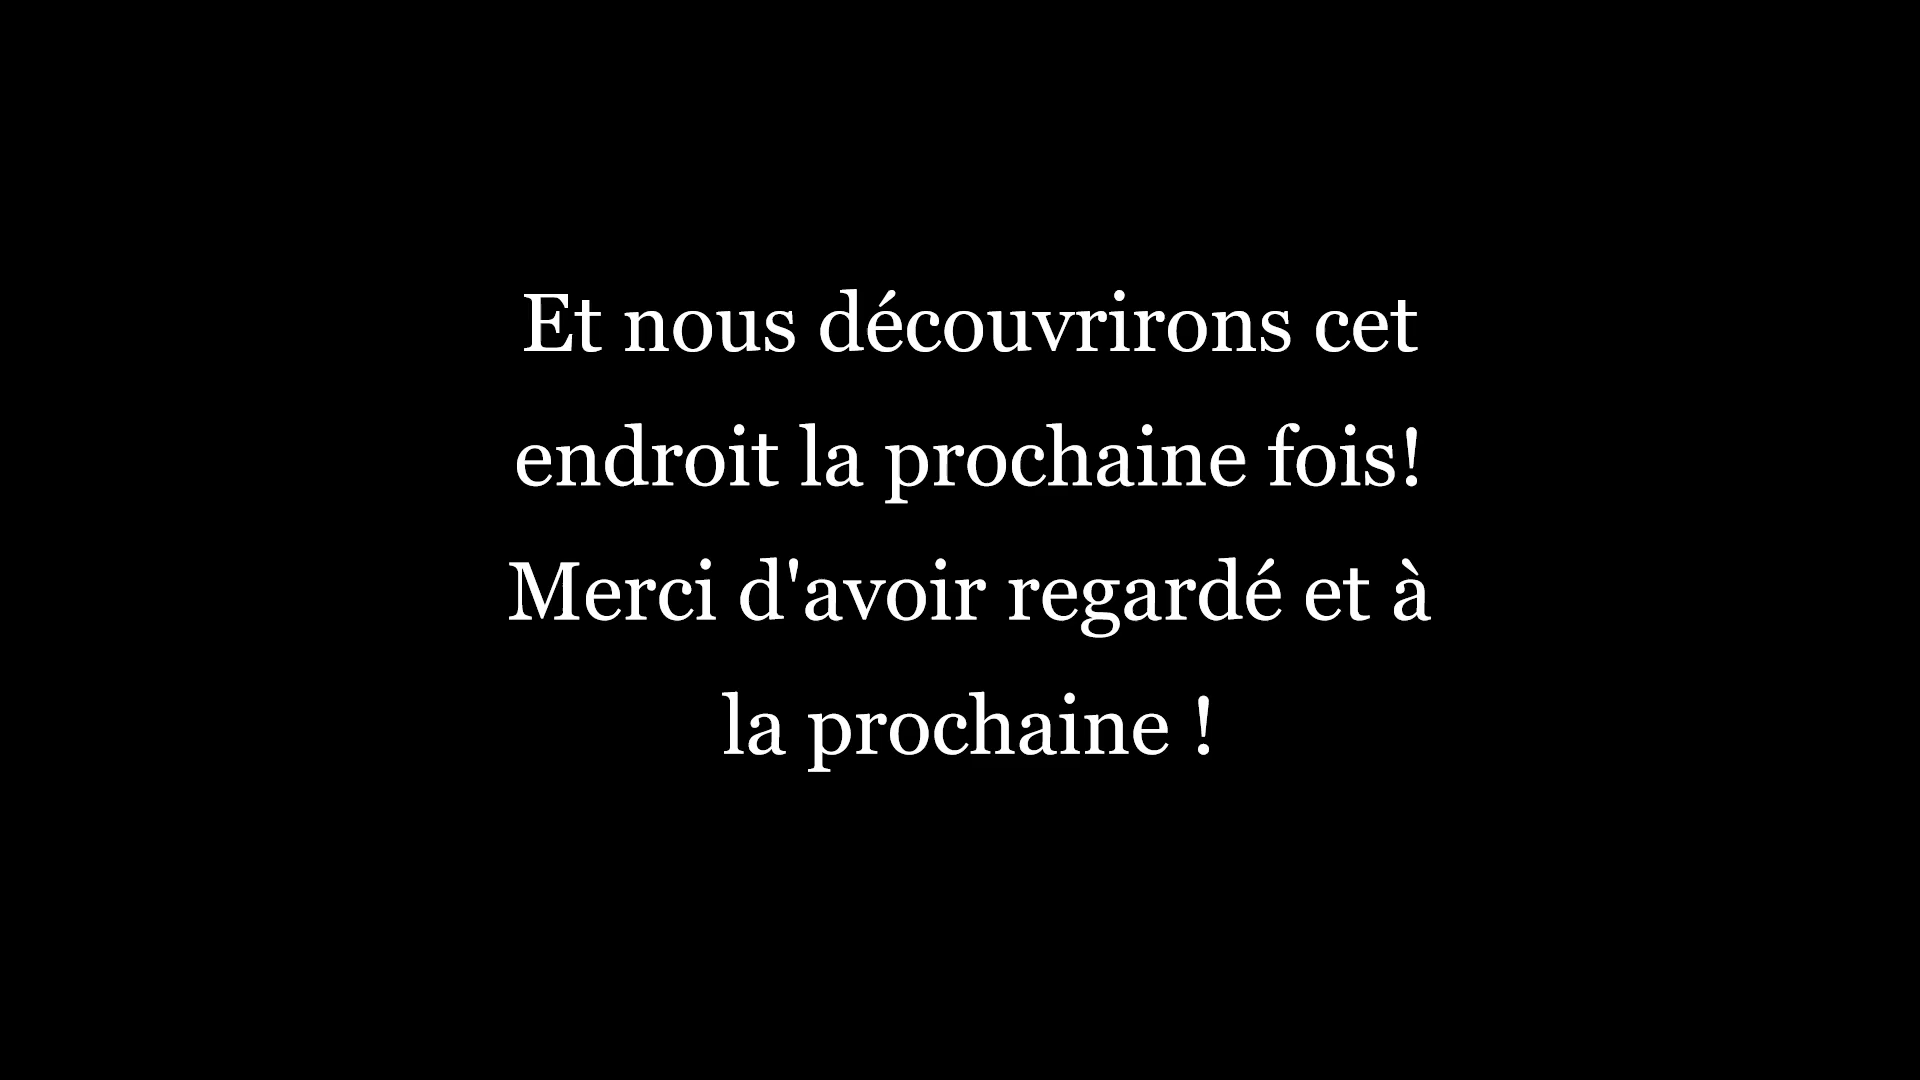 Et nous découvrirons cet
endroit la prochaine fois!
Merci d'avoir regardé et à
la prochaine !